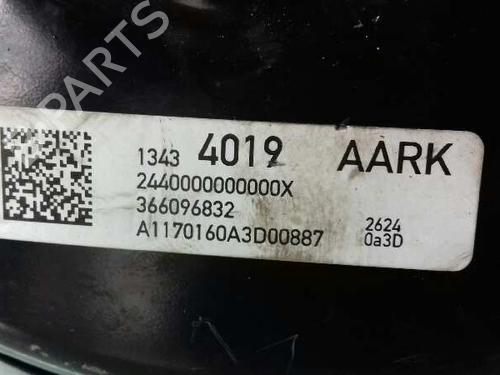 B-PARTS
1343 4019 AARK
2440000000000X
366096832
A1170160A3D00887
2624
0a3D